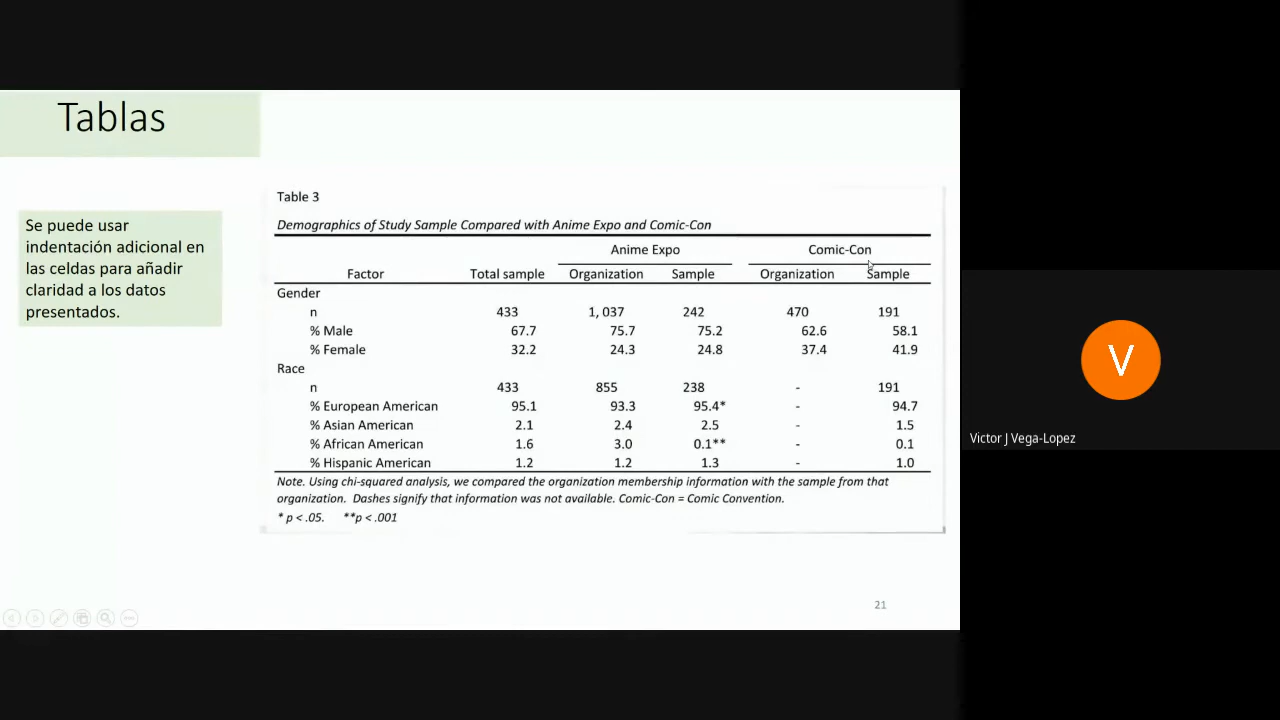 Tablas
Se puede usar
indentación adicional en
las celdas para añadir
claridad a los datos
presentados.
Table 3
Demographics of Study Sample Compared with Anime Expo and Comic-Con
Anime Expo Comic-Con
Factor Total sample Organization Sample Organization Sample
Gender
n 433 1, 037 242 470 191
% Male 67.7 75.7 75.2 62.6 58.1
% Female 32.2 24.3 24.8 37.4 41.9
Race
n 433 855 238 - 191
% European American 95.1 93.3 95.4* - 94.7
% Asian American 2.1 2.4 2.5 - 1.5
% African American 1.6 3.0 0.1** - 0.1
% Hispanic American 1.2 1.2 1.3 - 1.0
Note. Using chi-squared analysis, we compared the organization membership information with the sample from that
organization. Dashes signify that information was not available. Comic-Con = Comic Convention.
* p < .05. **p < .001
21
V
Victor J Vega-Lopez